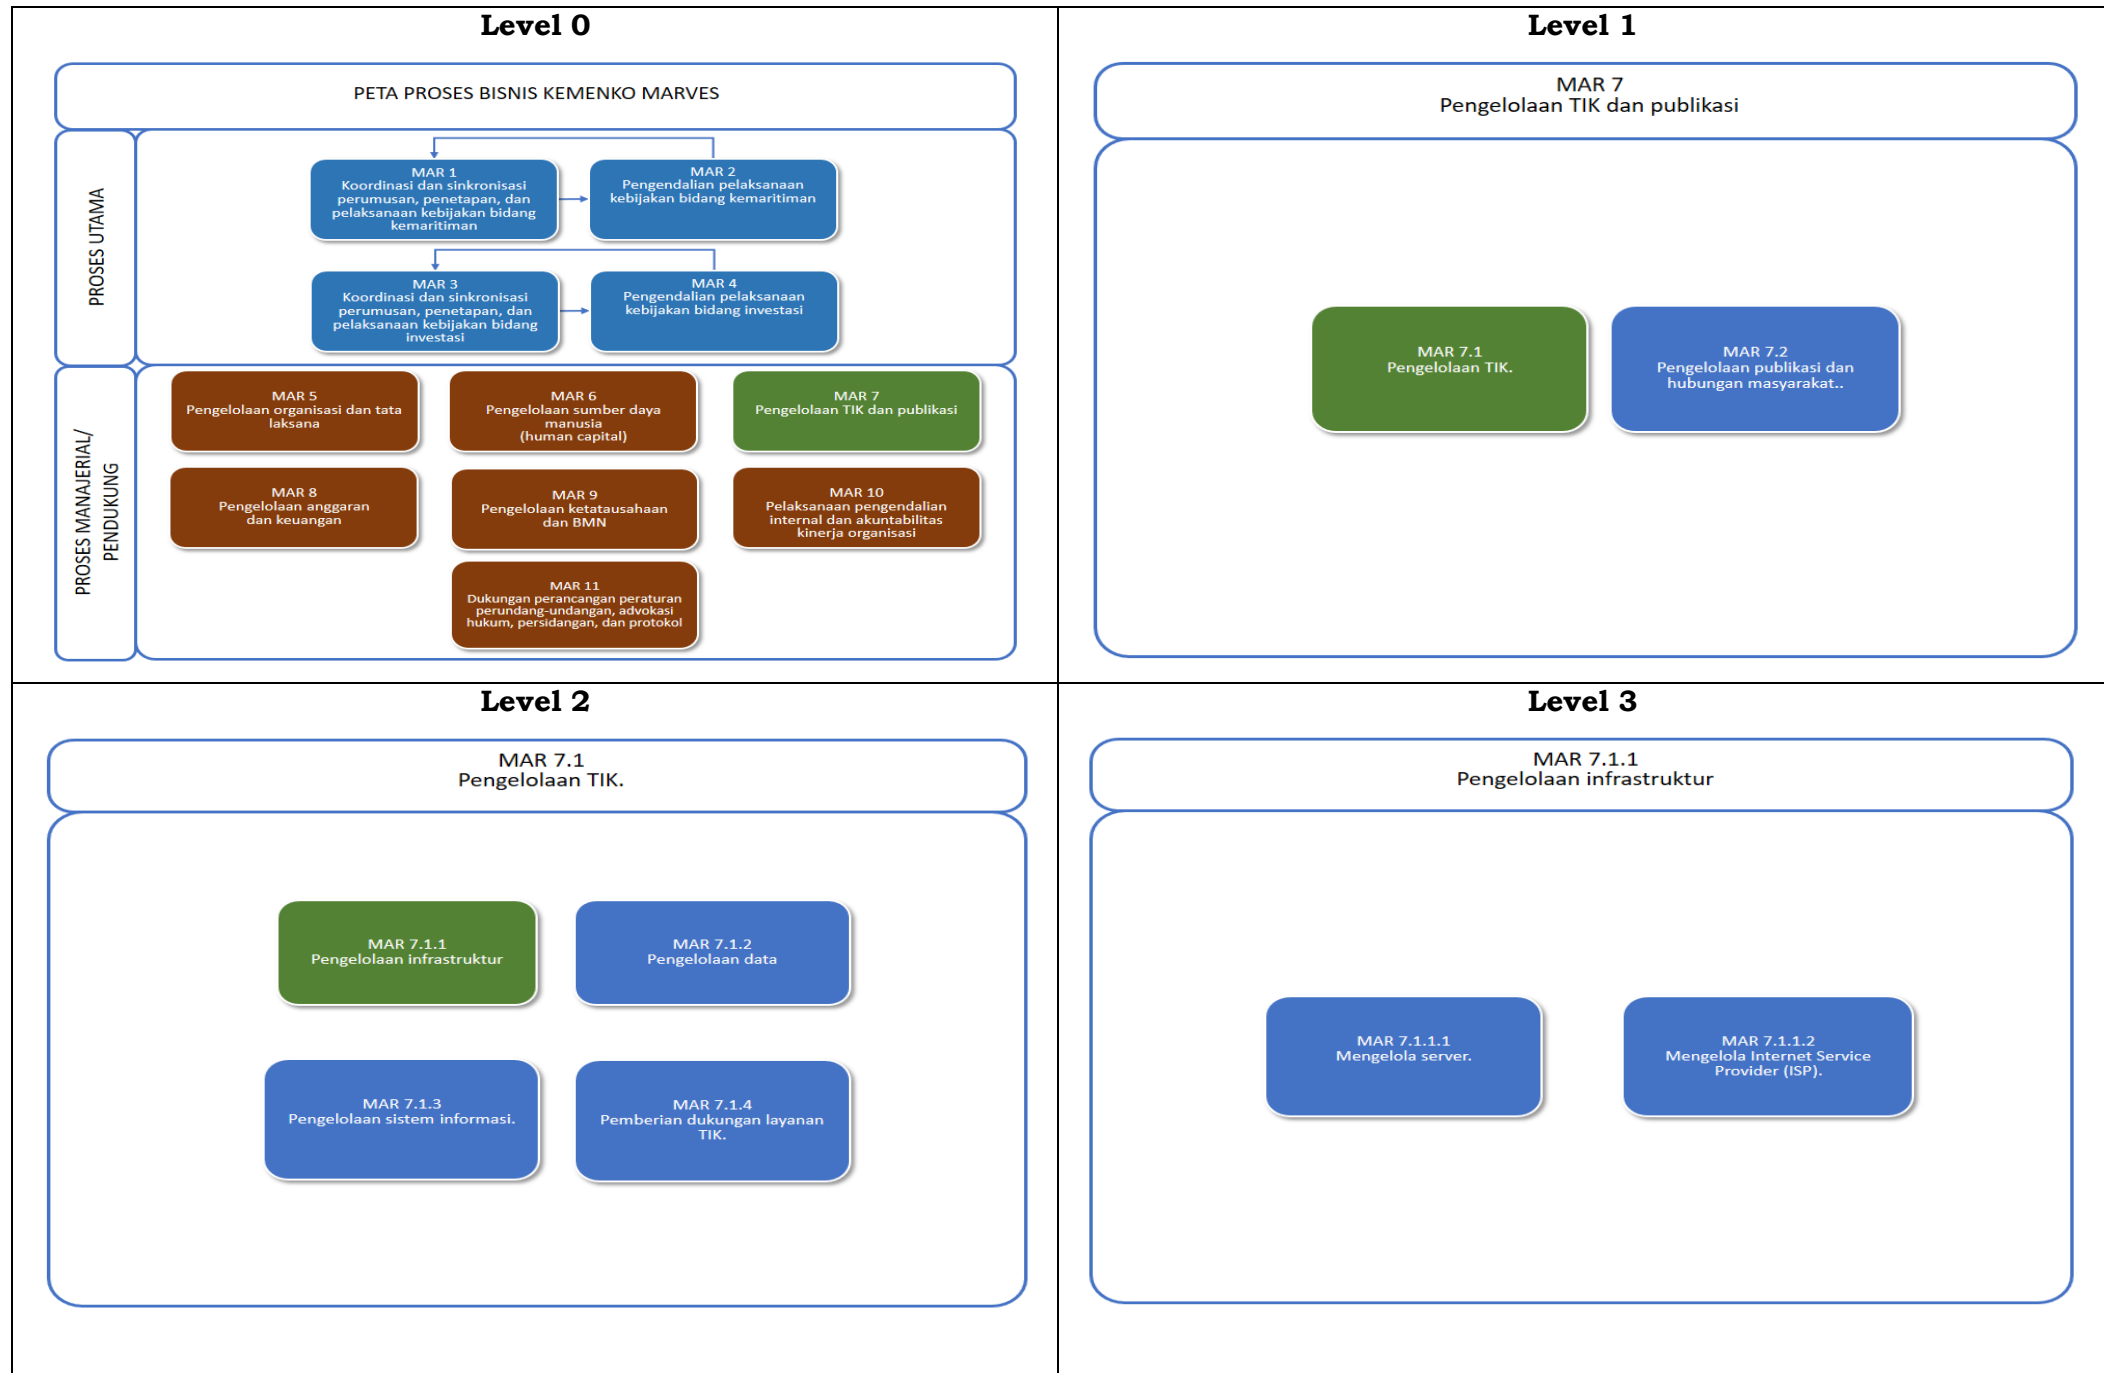 Level 0
PETA PROSES BISNIS KEMENKO MARVES
PROSES UTAMA
MAR 1
Koordinasi dan sinkronisasi
perumusan, penetapan, dan
pelaksanaan kebijakan bidang
kemaritiman
MAR 2
Pengendalian pelaksanaan
kebijakan bidang kemaritiman
MAR 3
Koordinasi dan sinkronisasi
perumusan, penetapan, dan
pelaksanaan kebijakan bidang
investasi
MAR 4
Pengendalian pelaksanaan
kebijakan bidang investasi
PROSES MANAJERIAL/
PENDUKUNG
MAR 5
Pengelolaan organisasi dan tata
laksana
MAR 6
Pengelolaan sumber daya
manusia
(human capital)
MAR 7
Pengelolaan TIK dan publikasi
MAR 8
Pengelolaan anggaran
dan keuangan
MAR 9
Pengelolaan ketatausahaan
dan BMN
MAR 10
Pelaksanaan pengendalian
internal dan akuntabilitas
kinerja organisasi
MAR 11
Dukungan perancangan peraturan
perundang-undangan, advokasi
hukum, persidangan, dan protokol
Level 1
MAR 7
Pengelolaan TIK dan publikasi
MAR 7.1
Pengelolaan TIK.
MAR 7.2
Pengelolaan publikasi dan
hubungan masyarakat..
Level 2
MAR 7.1
Pengelolaan TIK.
MAR 7.1.1
Pengelolaan infrastruktur
MAR 7.1.2
Pengelolaan data
MAR 7.1.3
Pengelolaan sistem informasi.
MAR 7.1.4
Pemberian dukungan layanan
TIK.
Level 3
MAR 7.1.1
Pengelolaan infrastruktur
MAR 7.1.1.1
Mengelola server.
MAR 7.1.1.2
Mengelola Internet Service
Provider (ISP).